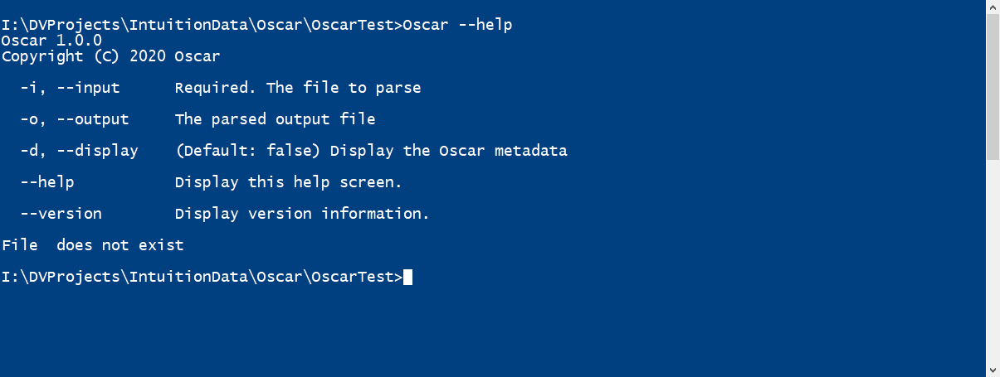 I:\DVProjects\IntuitionData\Oscar\OscarTest>Oscar --help
Oscar 1.0.0
Copyright (C) 2020 Oscar
-i, --input      Required. The file to parse
-o, --output     The parsed output file
-d, --display    (Default: false) Display the Oscar metadata
--help           Display this help screen.
--version        Display version information.
File  does not exist
I:\DVProjects\IntuitionData\Oscar\OscarTest>